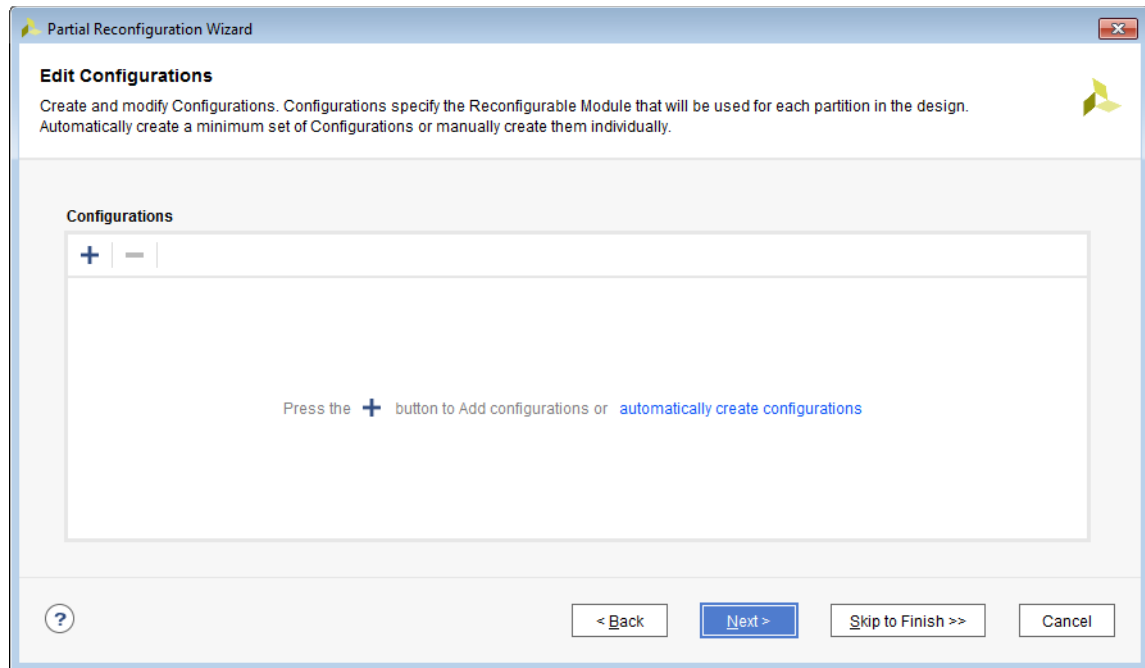 Partial Reconfiguration Wizard
Edit Configurations
Create and modify Configurations. Configurations specify the Reconfigurable Module that will be used for each partition in the design.
Automatically create a minimum set of Configurations or manually create them individually.
Configurations
Press the + button to Add configurations or automatically create configurations
? < Back Next > Skip to Finish >> Cancel